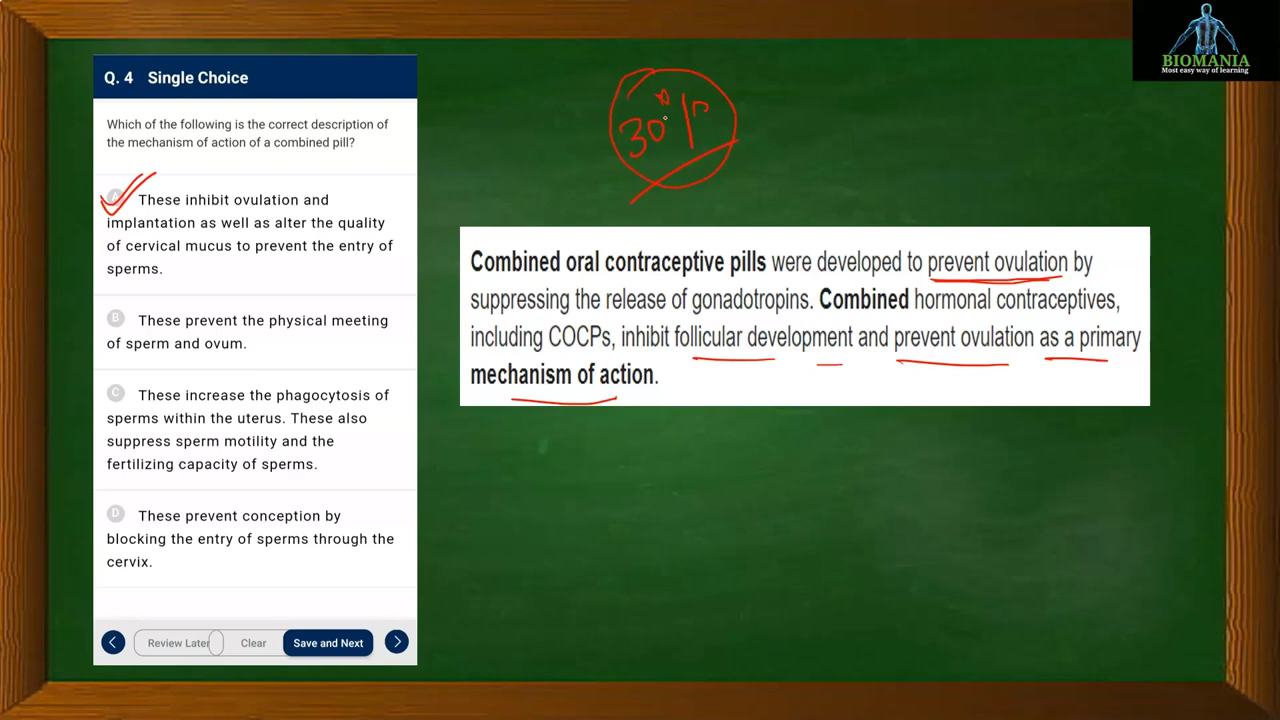 BIOMANIA
Most easy way of learning
Q. 4 Single Choice
Which of the following is the correct description of
the mechanism of action of a combined pill?
A These inhibit ovulation and
implantation as well as alter the quality
of cervical mucus to prevent the entry of
sperms.
B These prevent the physical meeting
of sperm and ovum.
C These increase the phagocytosis of
sperms within the uterus. These also
suppress sperm motility and the
fertilizing capacity of sperms.
D These prevent conception by
blocking the entry of sperms through the
cervix.
Review Later Clear Save and Next
30
Combined oral contraceptive pills were developed to prevent ovulation by
suppressing the release of gonadotropins. Combined hormonal contraceptives,
including COCPs, inhibit follicular development and prevent ovulation as a primary
mechanism of action.